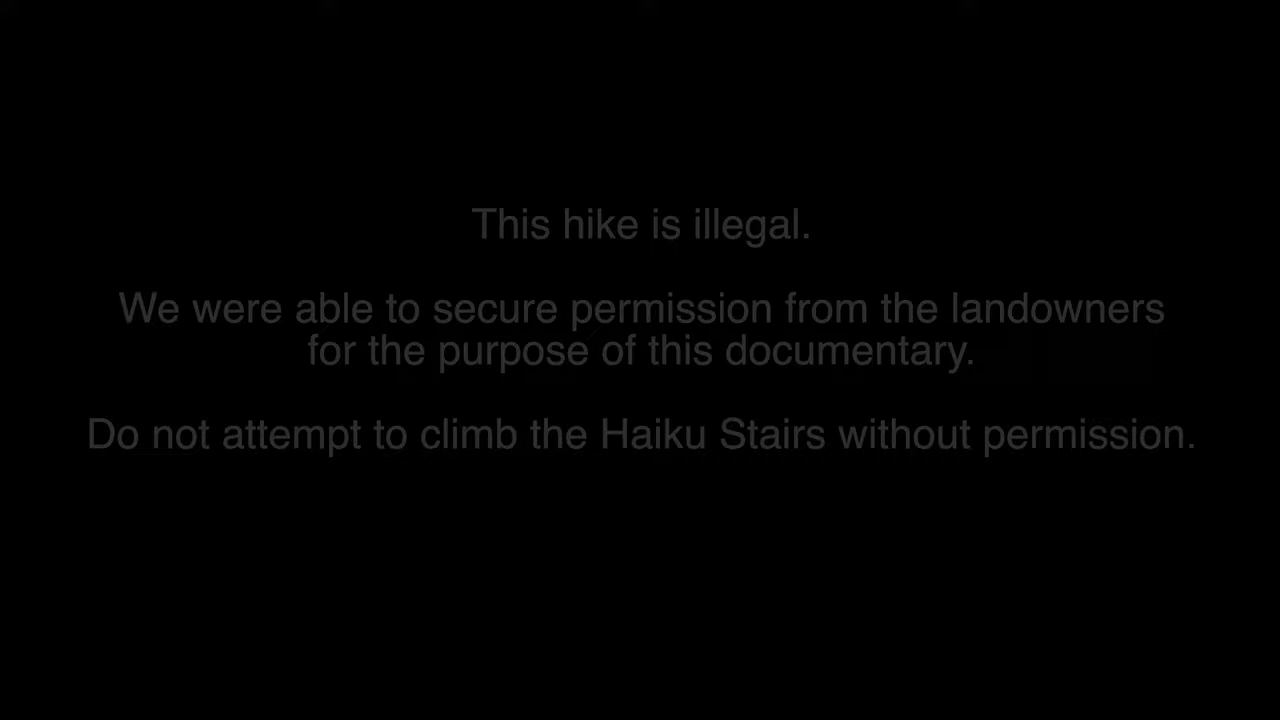 This hike is illegal.
We were able to secure permission from the landowners
for the purpose of this documentary.
Do not attempt to climb the Haiku Stairs without permission.